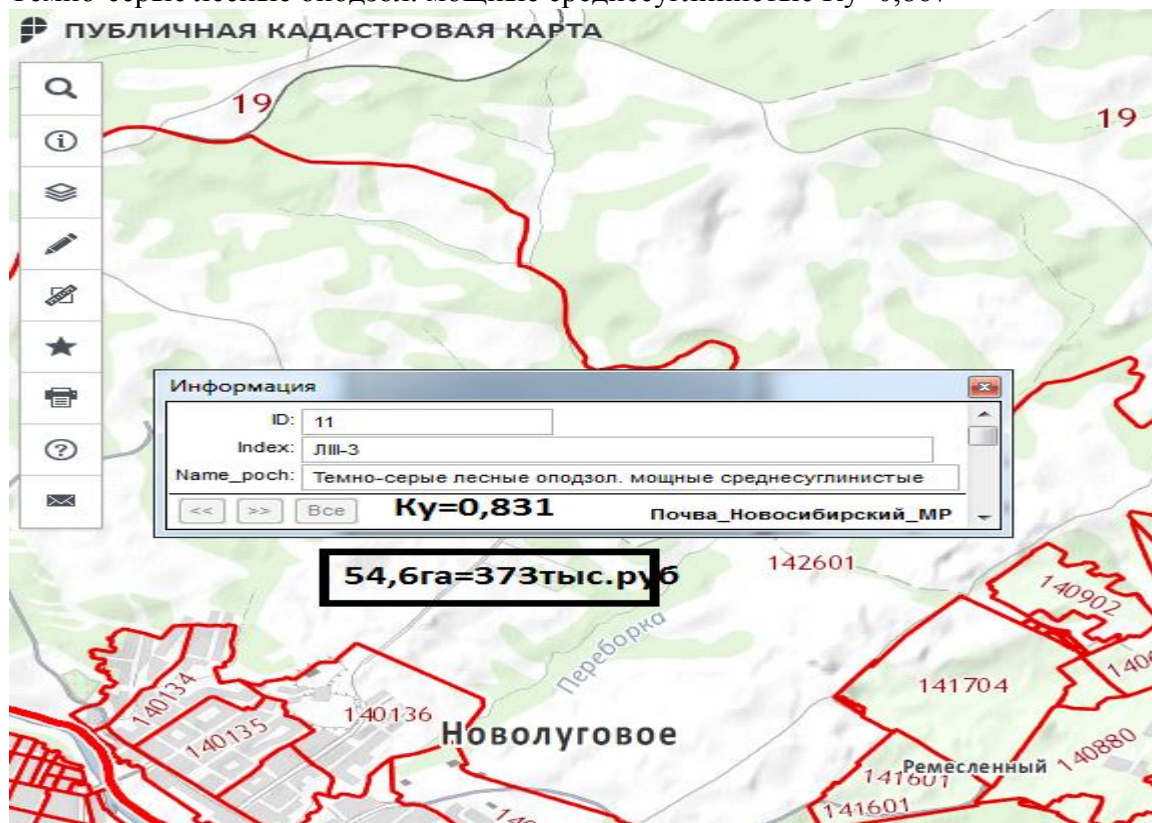 ПУБЛИЧНАЯ КАДАСТРОВАЯ КАРТА
19
19
Информация
ID: 11
Index: ЛIII-3
Name_poch: Темно-серые лесные оподзол. мощные среднесуглинистые
<< >> Все Ку=0,831 Почва_Новосибирский_МР
54,6га=373тыс.руб
142601
140902
Переборка
141704
140134
140136
140135
Новолуговое
140880
Ремесленный
141601
141601